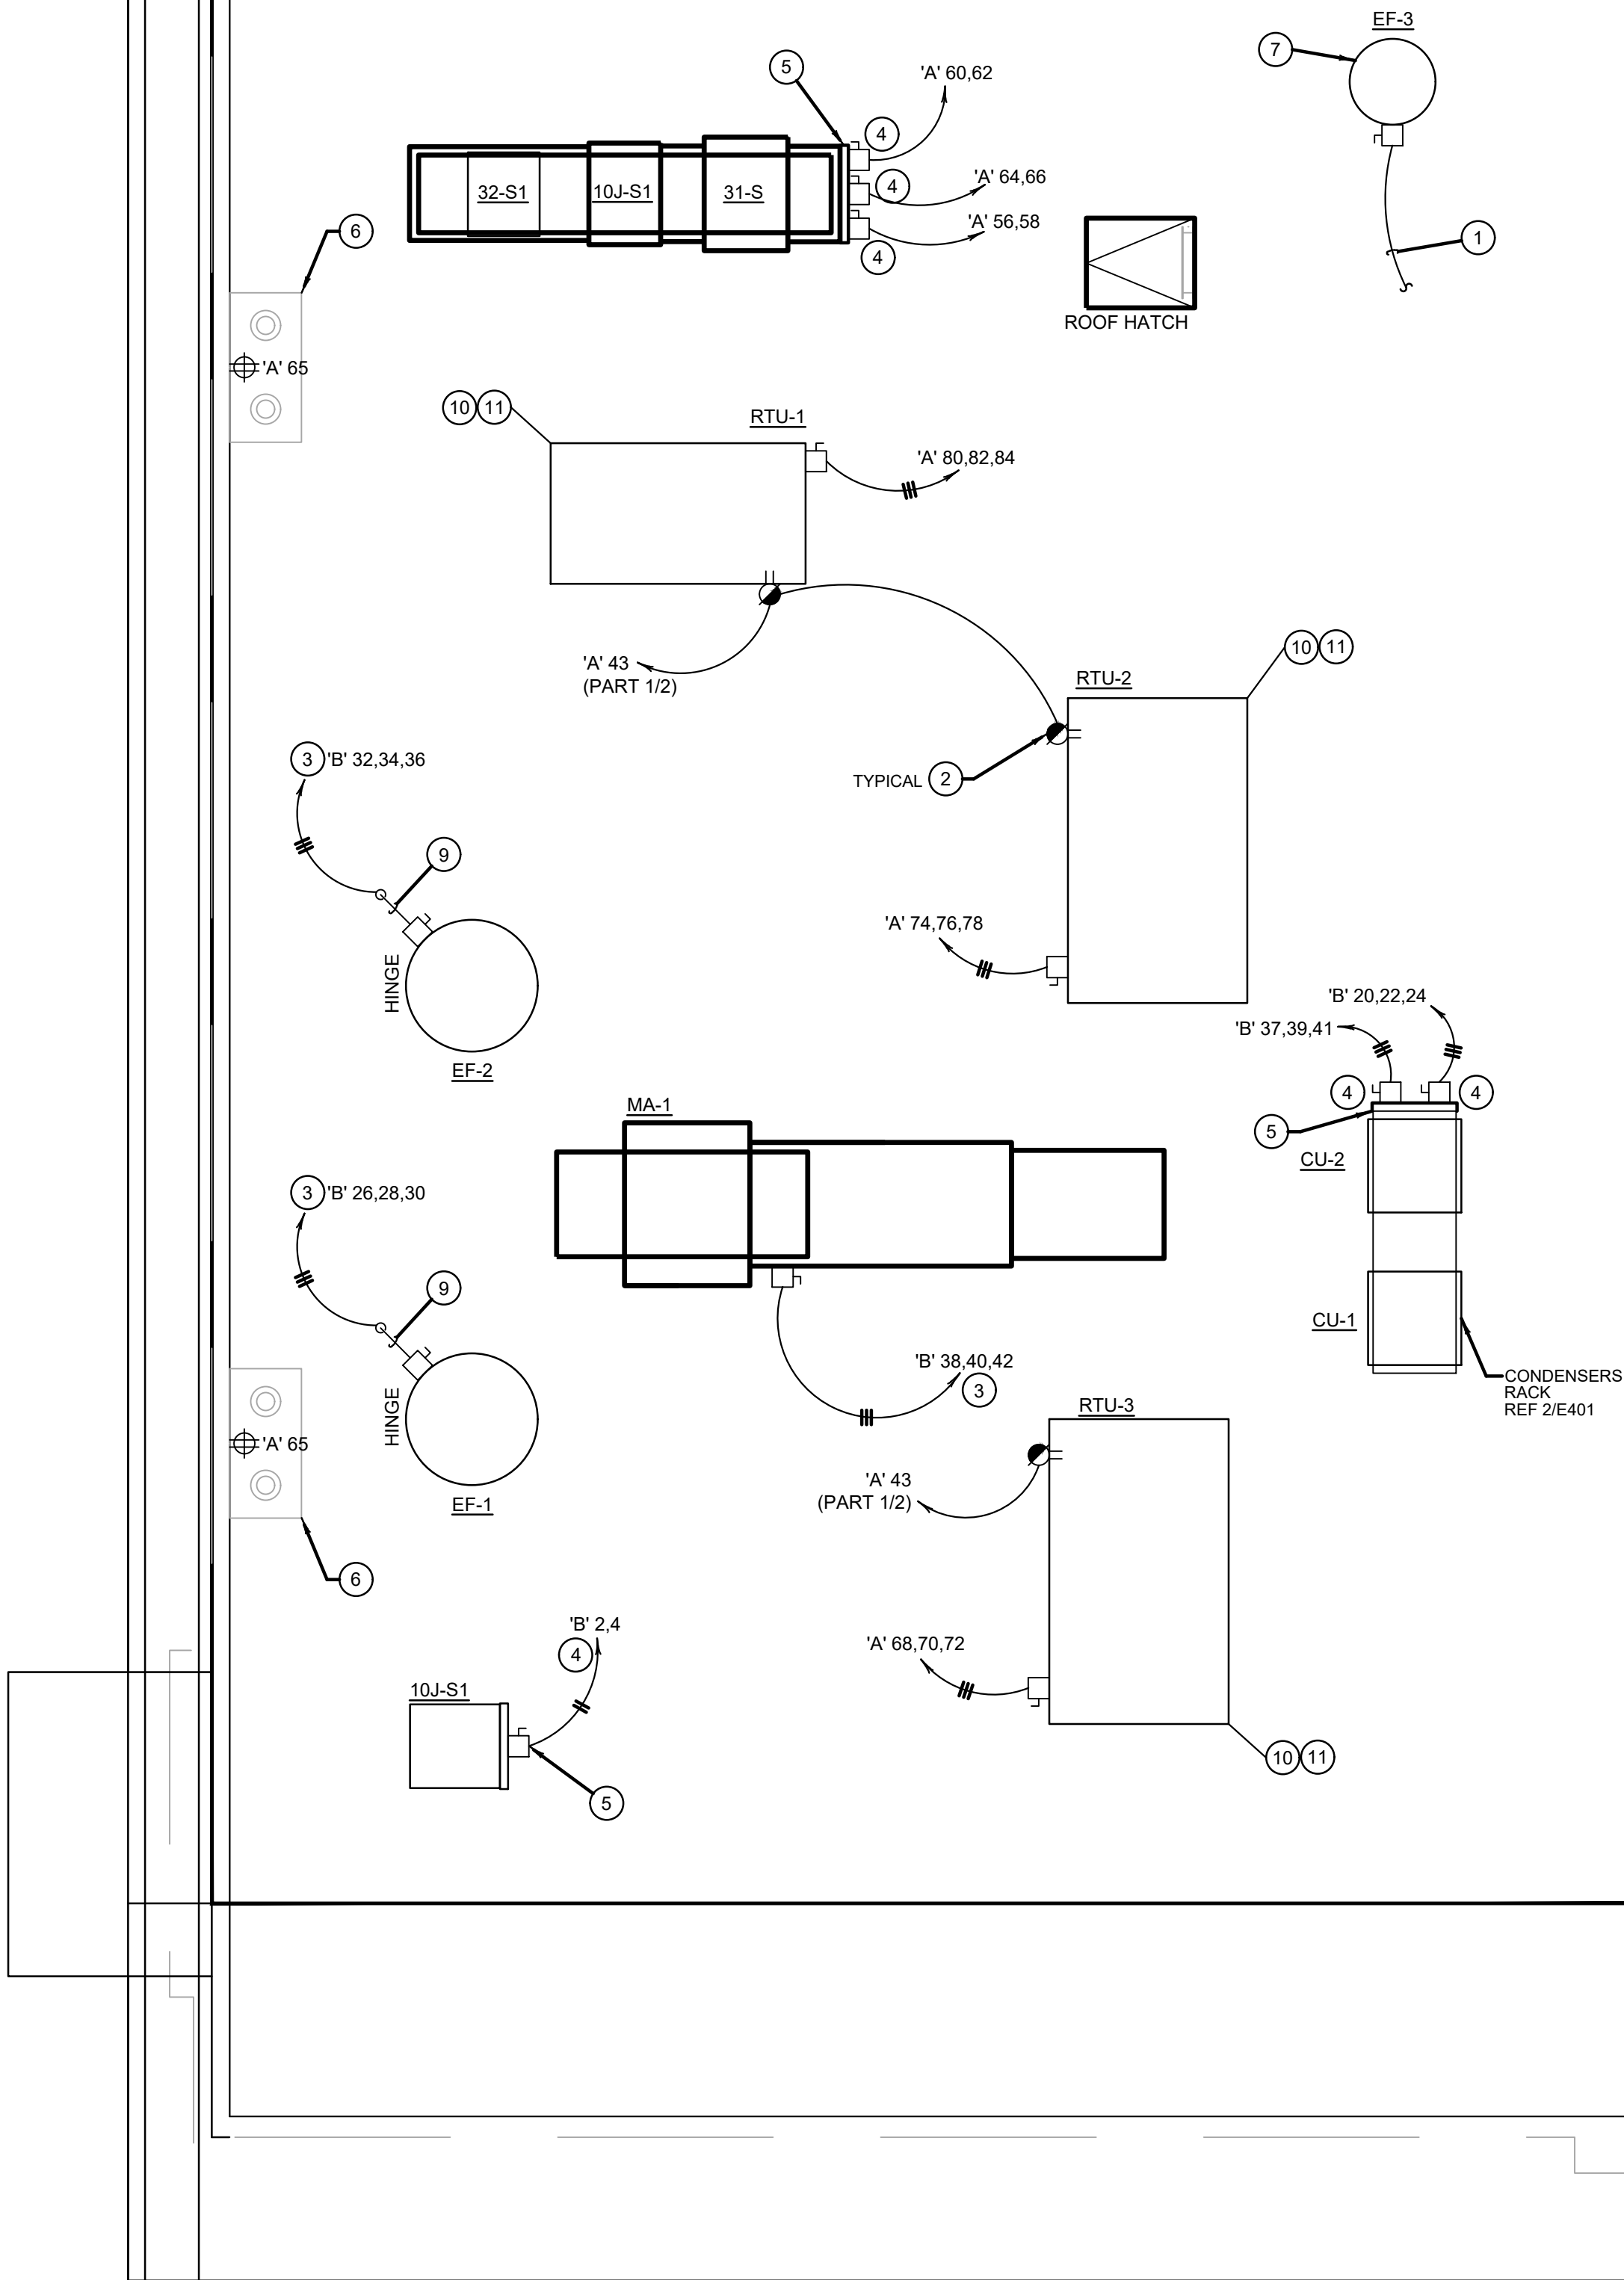 EF-3
7
5
'A' 60,62
4
'A' 64,66
4
32-S1
10J-S1
31-S
'A' 56,58
4
6
1
ROOF HATCH
'A' 65
10
11
RTU-1
'A' 80,82,84
'A' 43
(PART 1/2)
10
11
RTU-2
TYPICAL
2
3
'B' 32,34,36
9
HINGE
EF-2
'A' 74,76,78
'B' 20,22,24
'B' 37,39,41
4
4
5
CU-2
MA-1
3
'B' 26,28,30
9
HINGE
CU-1
CONDENSERS
RACK
REF 2/E401
'B' 38,40,42
3
RTU-3
'A' 65
EF-1
'A' 43
(PART 1/2)
6
'B' 2,4
4
'A' 68,70,72
10J-S1
10
11
5